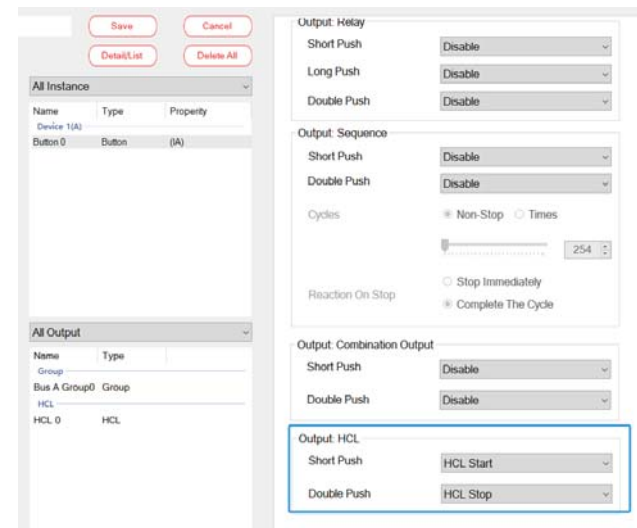 Save
Cancel
Detail/List
Delete All
All Instance
Name Type Properity
Device 1(A)
Button 0 Button (IA)
All Output
Name Type
Group
Bus A Group0 Group
HCL
HCL 0 HCL
Output: Relay
Short Push Disable
Long Push Disable
Double Push Disable
Output: Sequence
Short Push Disable
Double Push Disable
Cycles Non-Stop Times
254
Reaction On Stop Stop Immediately
Complete The Cycle
Output: Combination Output
Short Push Disable
Double Push Disable
Output: HCL
Short Push HCL Start
Double Push HCL Stop